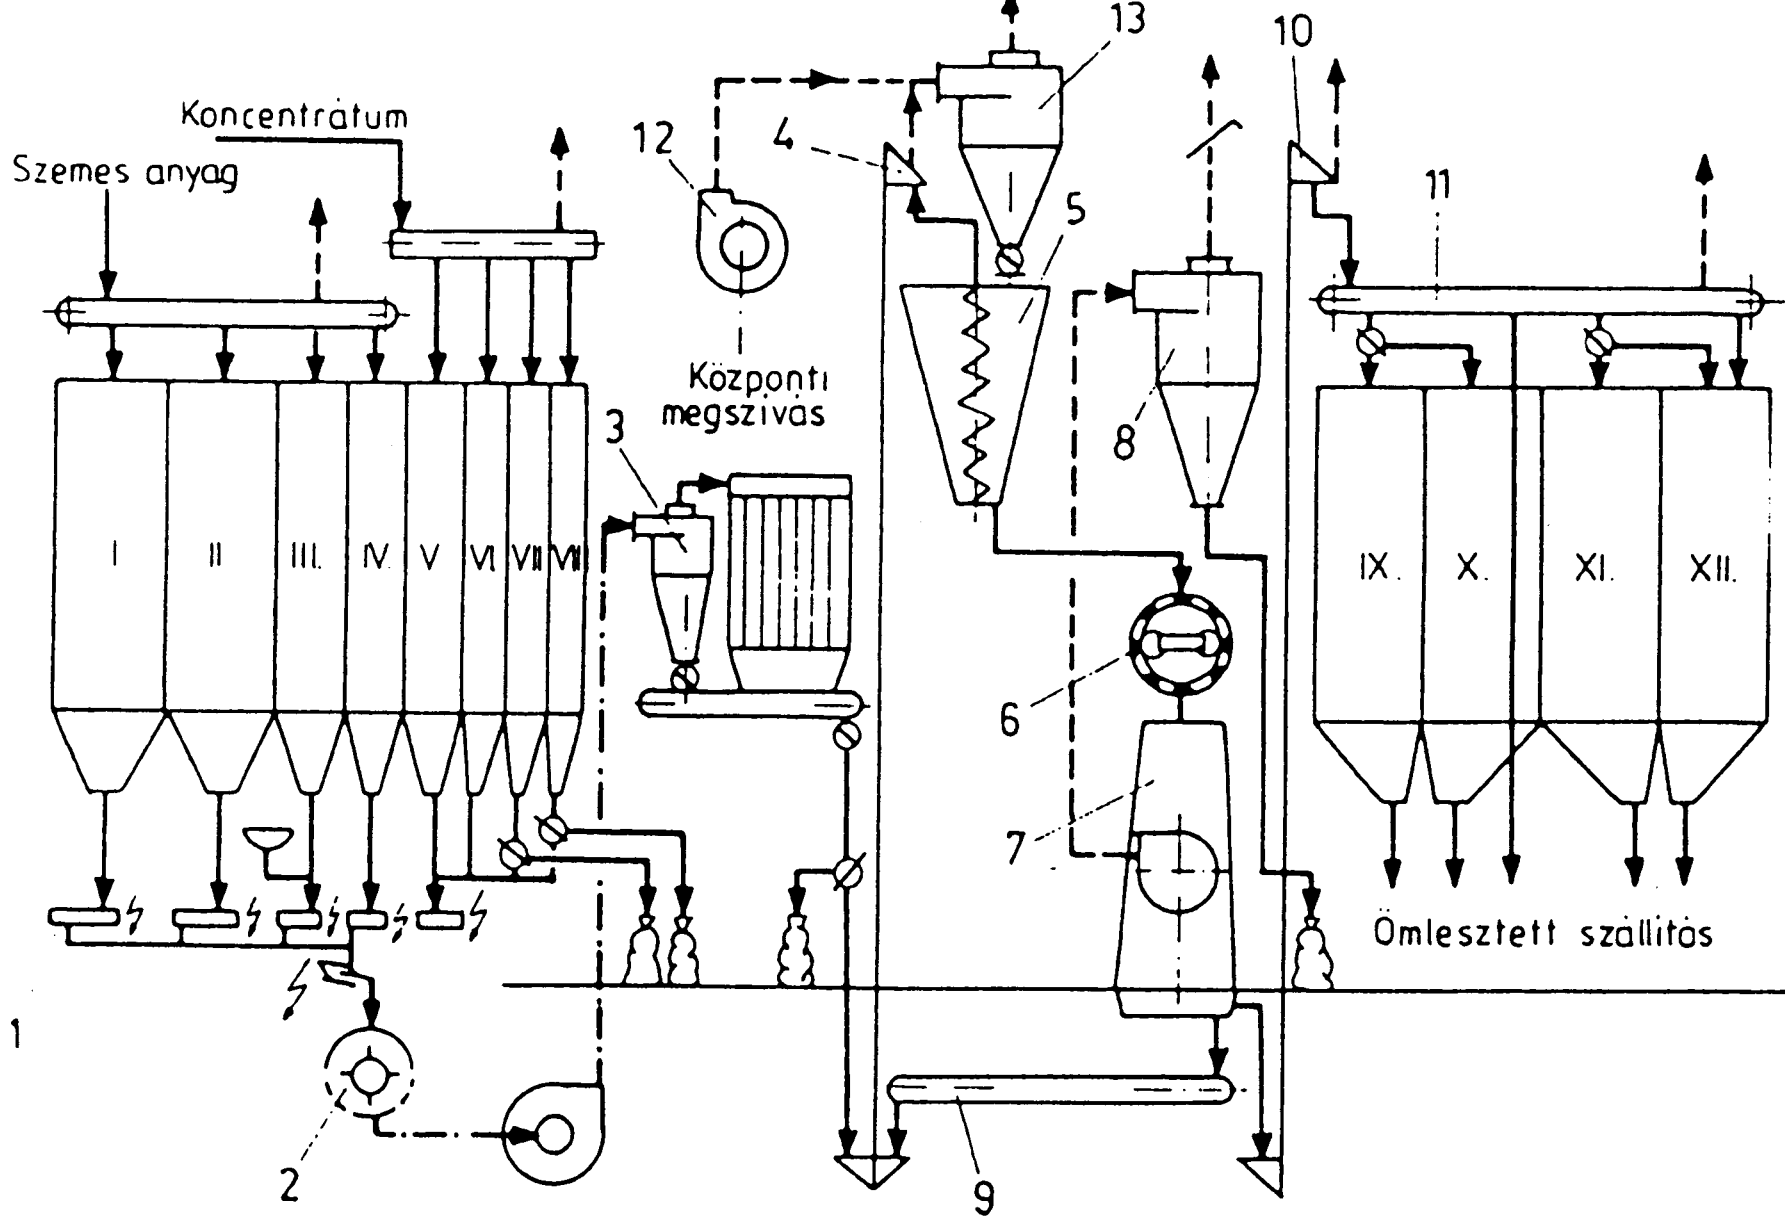 13
10
Koncentrátum
12
4
Szemes anyag
11
5
Központi
megszívás
3
8
I
II
III.
IV.
V
VI
VII
VIII
IX.
X.
XI.
XII.
6
7
Ömlesztett szállitás
1
2
9